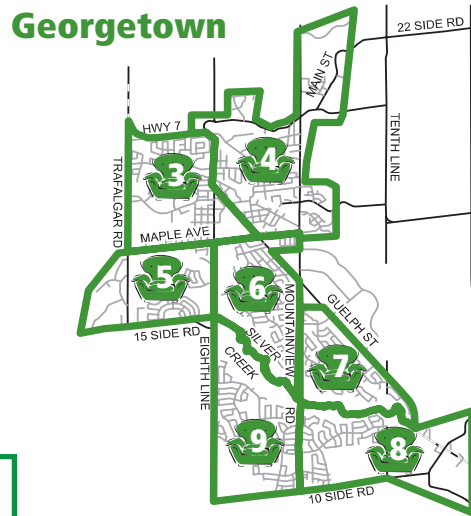 Georgetown
22 SIDE RD
MAIN ST
HWY 7
TENTH LINE
4
3
TRAFALGAR RD
MAPLE AVE
5
6
MOUNTAINVIEW RD
GUELPH ST
15 SIDE RD
EIGHTH LINE
SILVER CREEK
7
9
8
10 SIDE RD